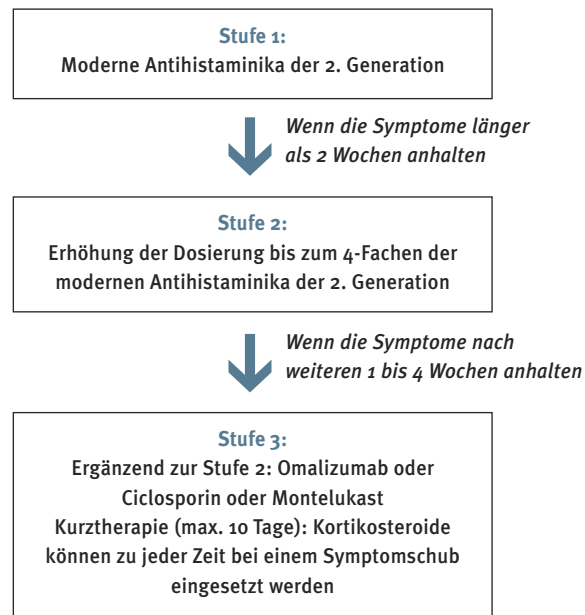 Stufe 1:
Moderne Antihistaminika der 2. Generation
Wenn die Symptome länger
als 2 Wochen anhalten
Stufe 2:
Erhöhung der Dosierung bis zum 4-Fachen der
modernen Antihistaminika der 2. Generation
Wenn die Symptome nach
weiteren 1 bis 4 Wochen anhalten
Stufe 3:
Ergänzend zur Stufe 2: Omalizumab oder
Ciclosporin oder Montelukast
Kurztherapie (max. 10 Tage): Kortikosteroide
können zu jeder Zeit bei einem Symptomschub
eingesetzt werden